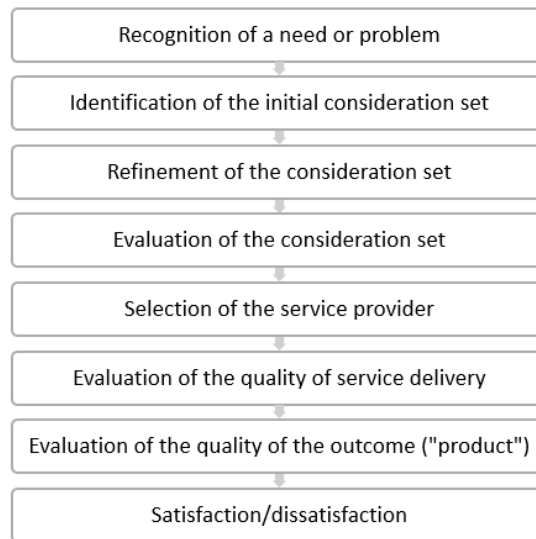 Recognition of a need or problem
Identification of the initial consideration set
Refinement of the consideration set
Evaluation of the consideration set
Selection of the service provider
Evaluation of the quality of service delivery
Evaluation of the quality of the outcome ("product")
Satisfaction/dissatisfaction